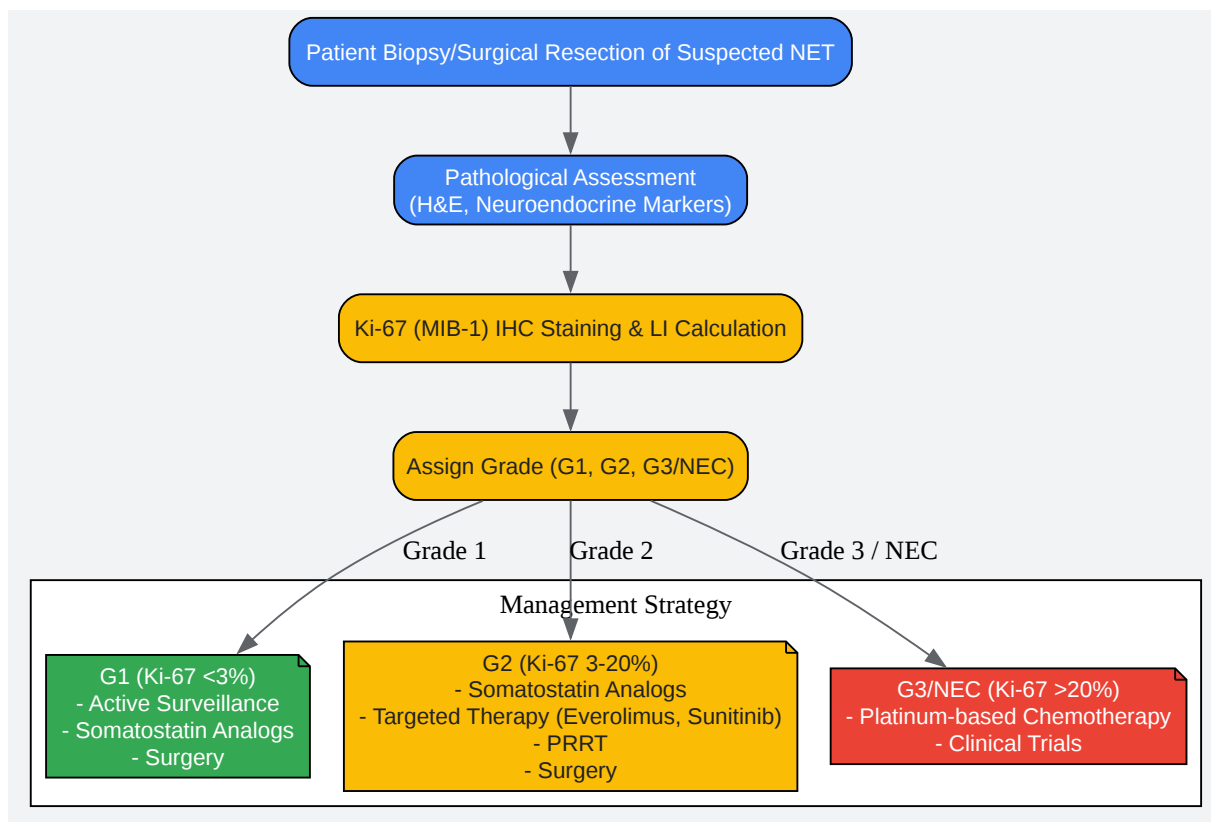 Patient Biopsy/Surgical Resection of Suspected NET
Pathological Assessment
(H&E, Neuroendocrine Markers)
Ki-67 (MIB-1) IHC Staining & LI Calculation
Assign Grade (G1, G2, G3/NEC)
Grade 1
Grade 2
Grade 3 / NEC
Management Strategy
G1 (Ki-67 <3%)
- Active Surveillance
- Somatostatin Analogs
- Surgery
G2 (Ki-67 3-20%)
- Somatostatin Analogs
- Targeted Therapy (Everolimus, Sunitinib)
- PRRT
- Surgery
G3/NEC (Ki-67 >20%)
- Platinum-based Chemotherapy
- Clinical Trials